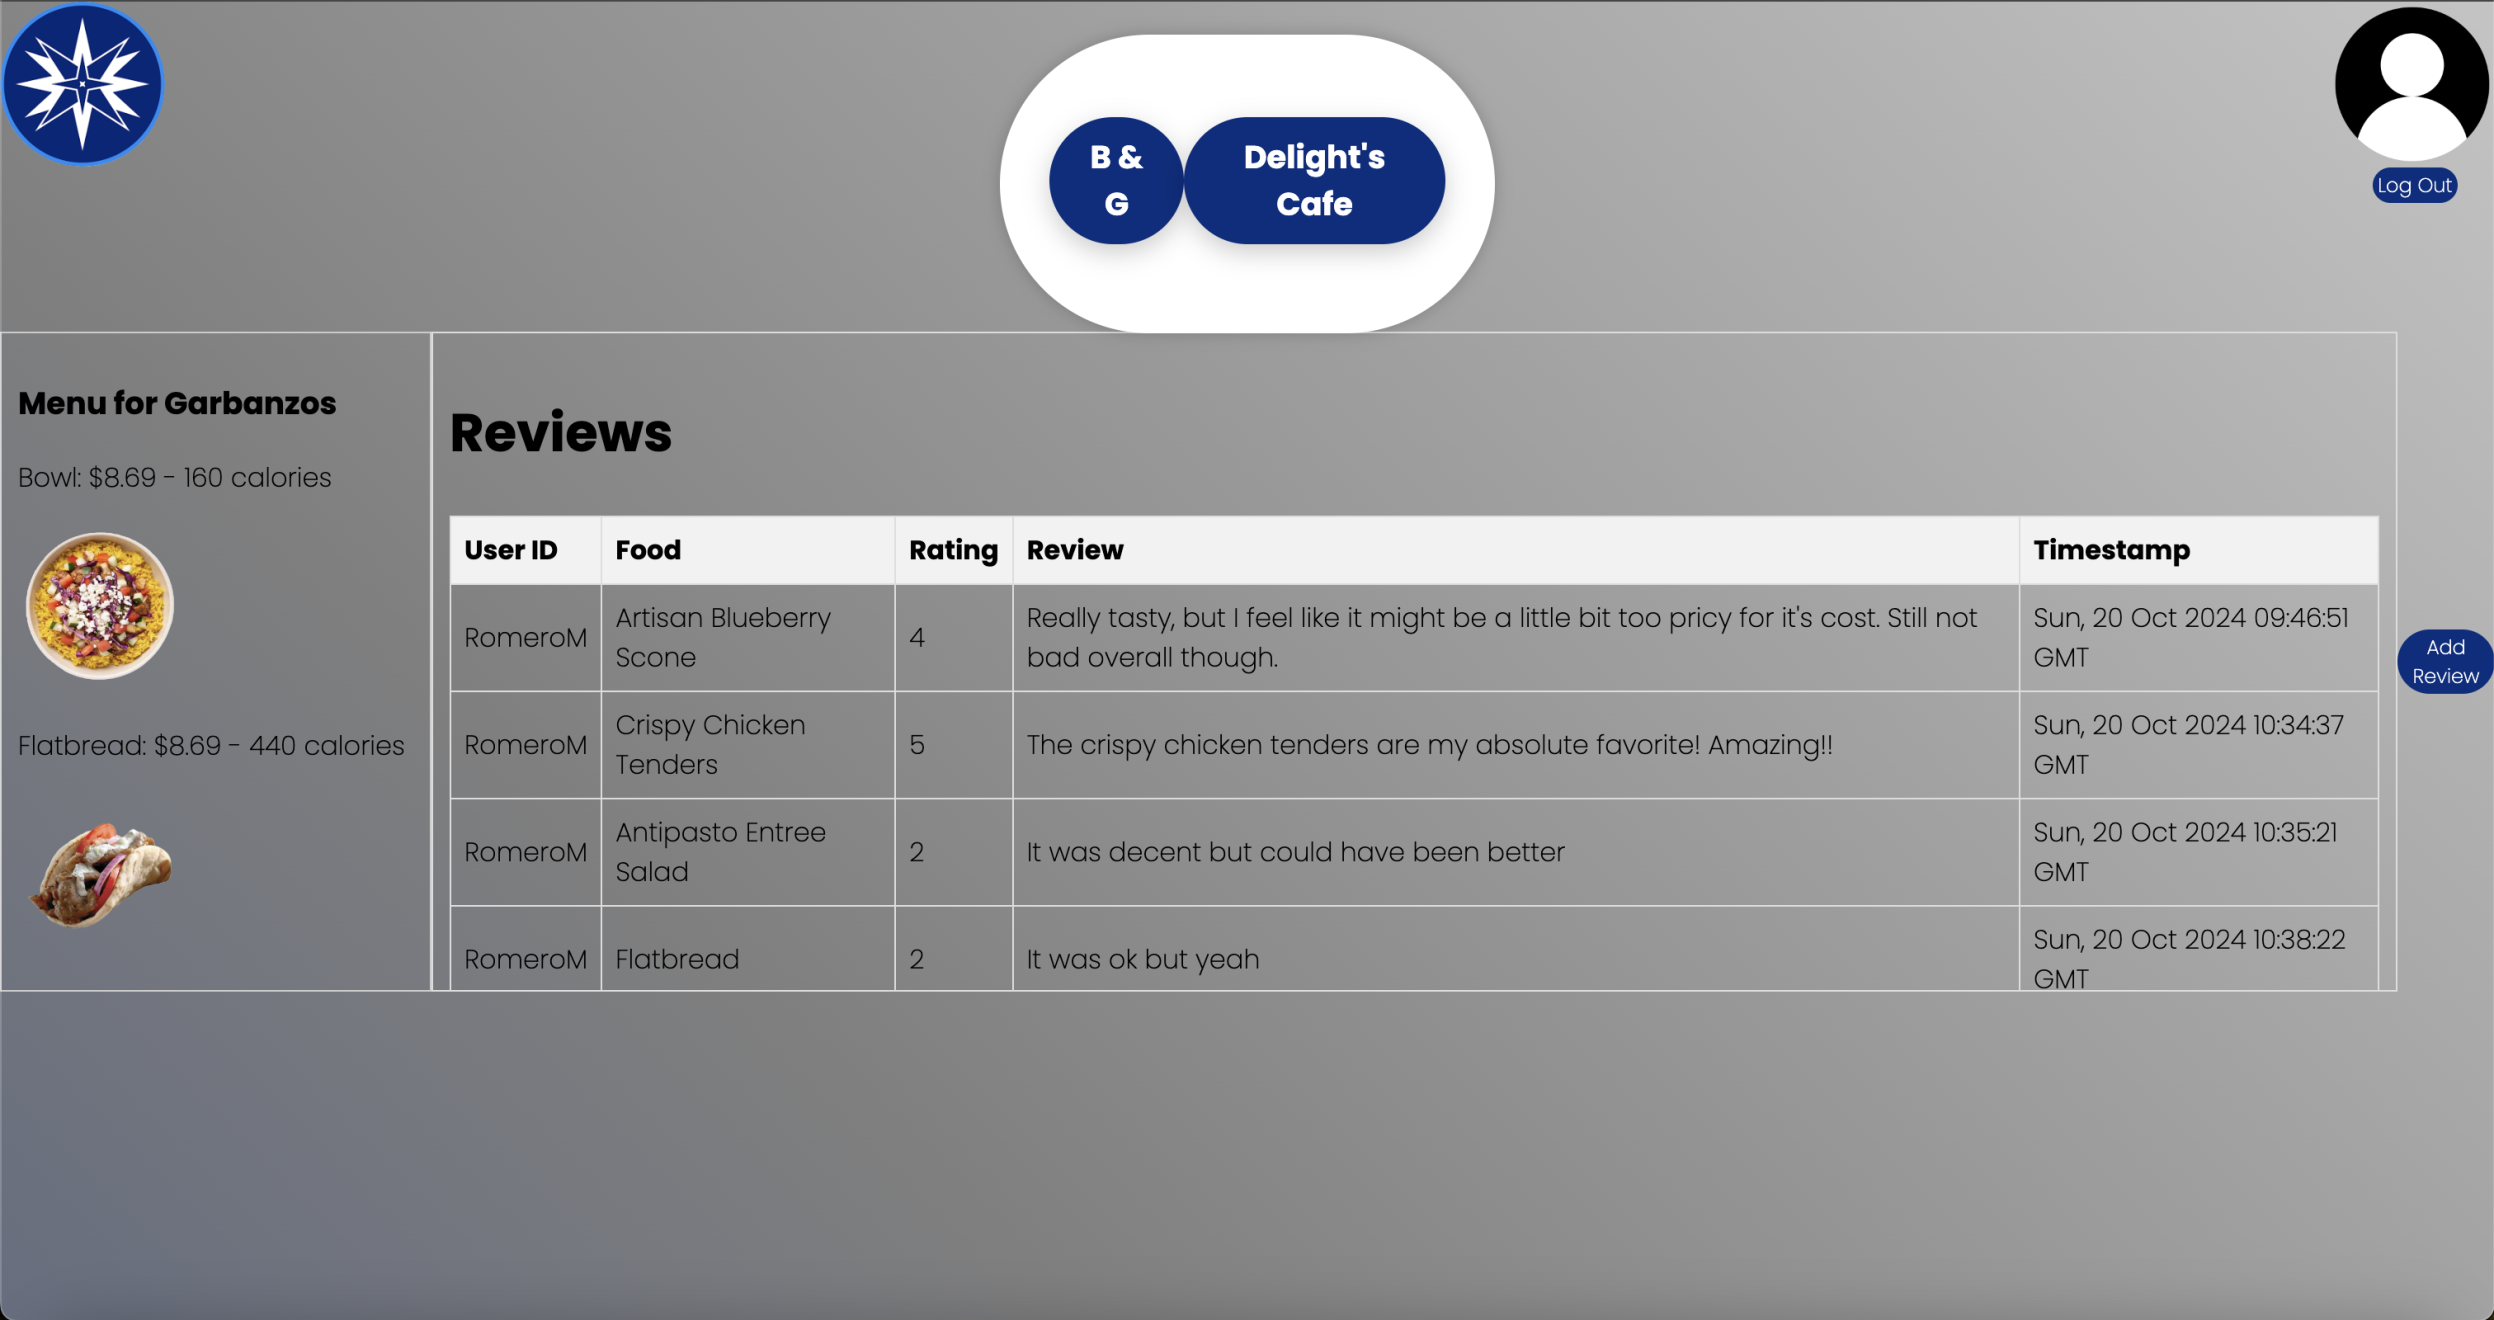 B &
G
Delight's
Cafe
Log Out
Menu for Garbanzos
Bowl: $8.69 - 160 calories
Flatbread: $8.69 - 440 calories
Reviews
User ID Food Rating Review Timestamp
RomeroM Artisan Blueberry Scone 4 Really tasty, but I feel like it might be a little bit too pricy for it's cost. Still not Sun, 20 Oct 2024 09:46:51
bad overall though. GMT
RomeroM Crispy Chicken Tenders 5 The crispy chicken tenders are my absolute favorite! Amazing!! Sun, 20 Oct 2024 10:34:37
GMT
RomeroM Antipasto Entree Salad 2 It was decent but could have been better Sun, 20 Oct 2024 10:35:21
GMT
RomeroM Flatbread 2 It was ok but yeah Sun, 20 Oct 2024 10:38:22
GMT
Add
Review